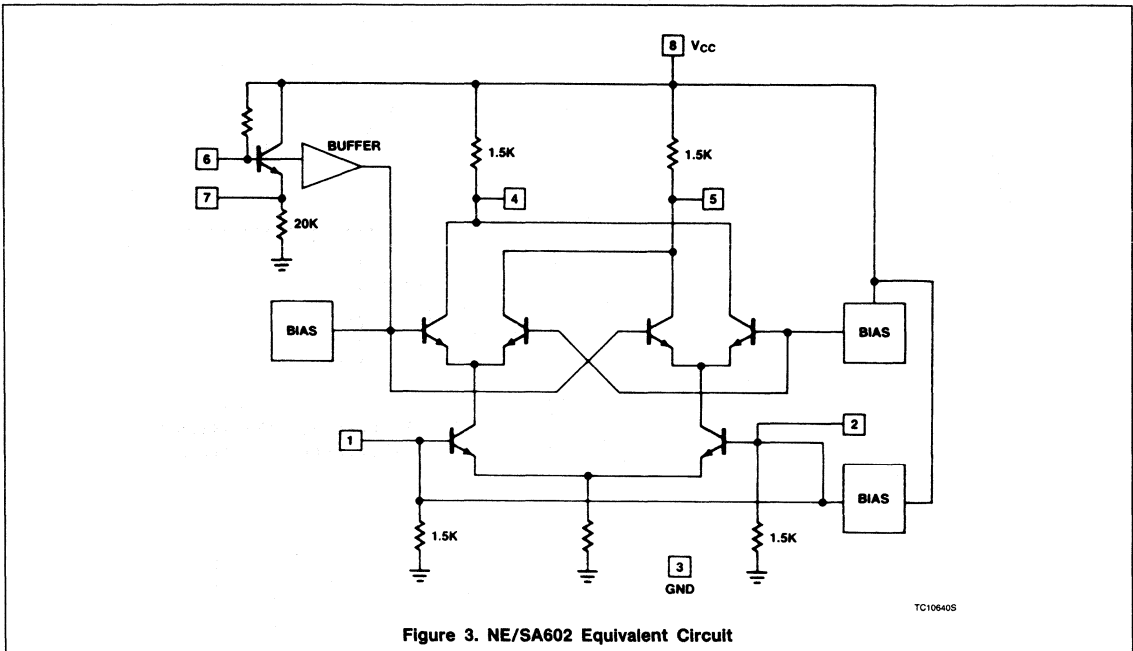 8 VCC
BUFFER
6
1.5K
1.5K
7
4
5
20K
BIAS
BIAS
1
2
BIAS
1.5K
1.5K
3
GND
TC10640S
Figure 3. NE/SA602 Equivalent Circuit